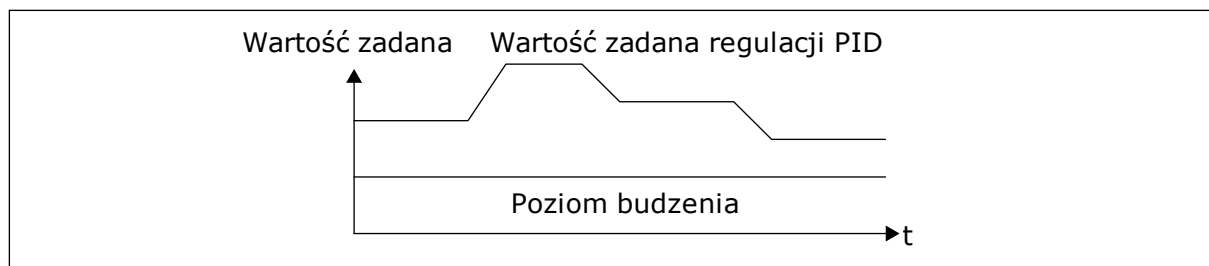 Wartość zadana
Wartość zadana regulacji PID
Poziom budzenia
t